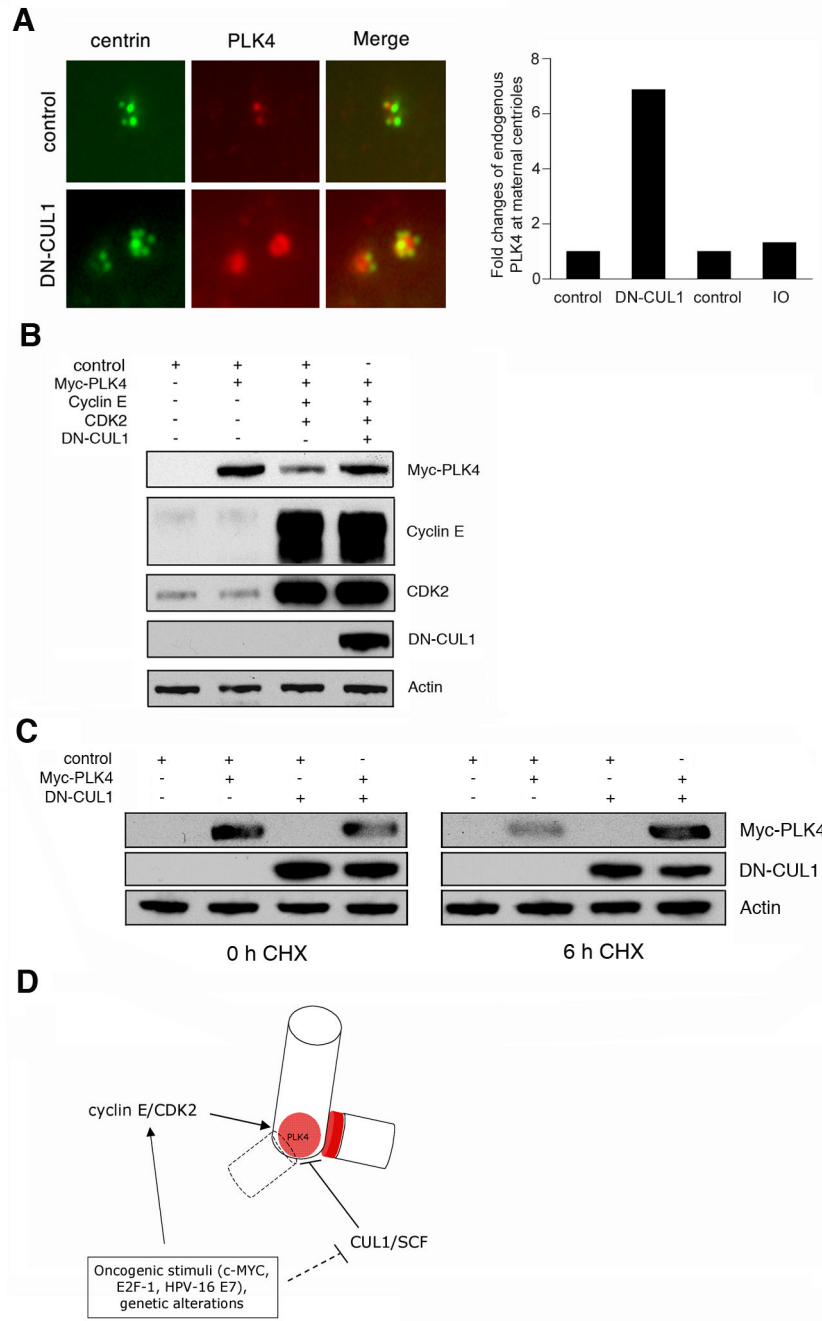 A
centrin PLK4 Merge
control
DN-CUL1
Fold changes of endogenous
PLK4 at maternal centrioles
8
6
4
2
0
control DN-CUL1 control IO
B
control + + + -
Myc-PLK4 - + + +
Cyclin E - - + +
CDK2 - - + +
DN-CUL1 - - - +
Myc-PLK4
Cyclin E
CDK2
DN-CUL1
Actin
C
control + + + - + + + -
Myc-PLK4 - + - + - + - +
DN-CUL1 - - + + - - + +
Myc-PLK4
DN-CUL1
Actin
0 h CHX 6 h CHX
D
cyclin E/CDK2
PLK4
CUL1/SCF
Oncogenic stimuli (c-MYC,
E2F-1, HPV-16 E7),
genetic alterations